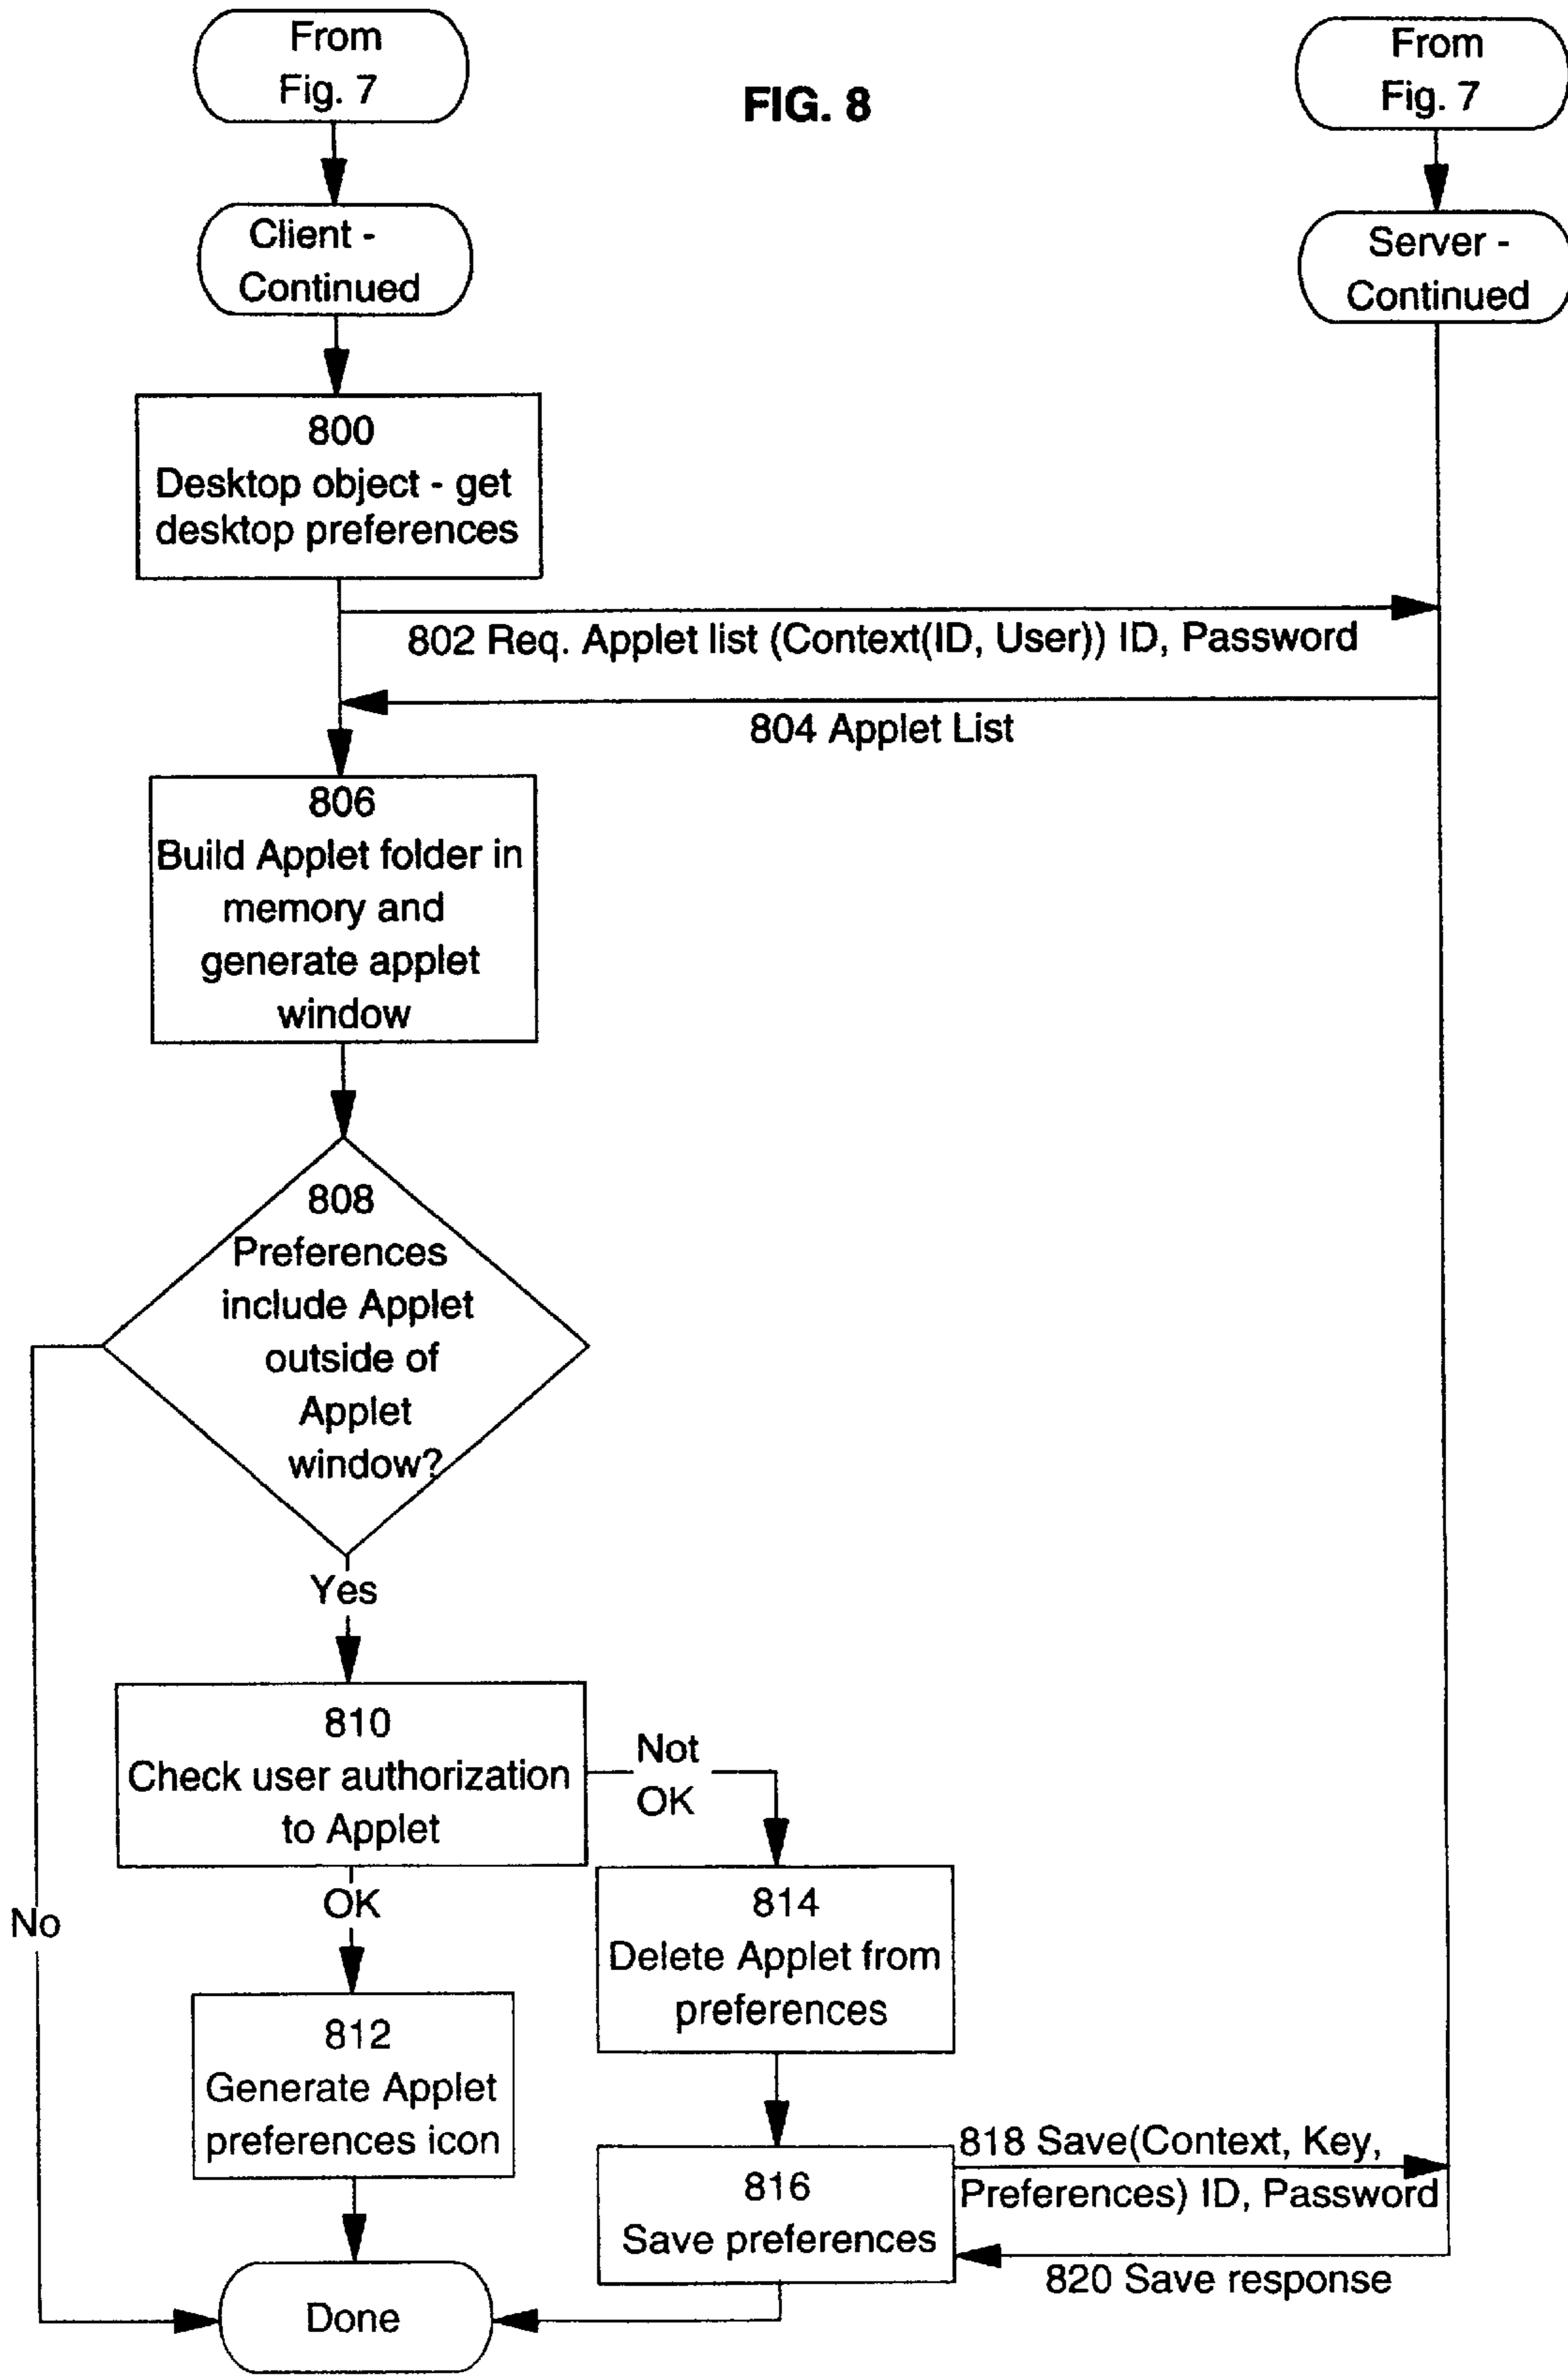 From
Fig. 7
FIG. 8
From
Fig. 7
Client -
Continued
Server -
Continued
800
Desktop object - get
desktop preferences
802 Req. Applet list (Context(ID, User)) ID, Password
804 Applet List
806
Build Applet folder in
memory and
generate applet
window
808
Preferences
include Applet
outside of
Applet
window?
Yes
810
Check user authorization
to Applet
Not
OK
OK
No
814
Delete Applet from
preferences
812
Generate Applet
preferences icon
818 Save(Context, Key,
Preferences) ID, Password
816
Save preferences
820 Save response
Done